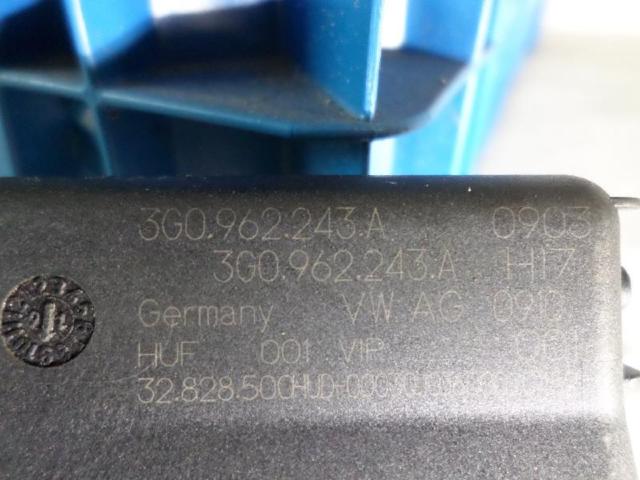 3G0.962.243.A 0903
3G0.962.243.A H17
Germany VW AG
HUF 001 VIP
32.828.500